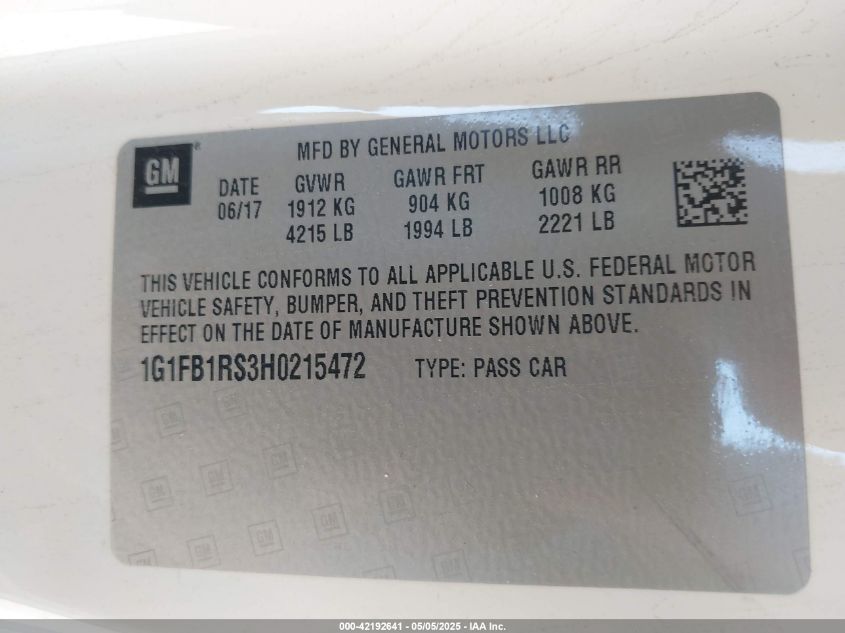 GM
MFD BY GENERAL MOTORS LLC
DATE GVWR GAWR FRT GAWR RR
06/17 1912 KG 904 KG 1008 KG
4215 LB 1994 LB 2221 LB
THIS VEHICLE CONFORMS TO ALL APPLICABLE U.S. FEDERAL MOTOR
VEHICLE SAFETY, BUMPER, AND THEFT PREVENTION STANDARDS IN
EFFECT ON THE DATE OF MANUFACTURE SHOWN ABOVE.
1G1FB1RS3H0215472 TYPE: PASS CAR
000-42192641 - 05/05/2025 - IAA Inc.